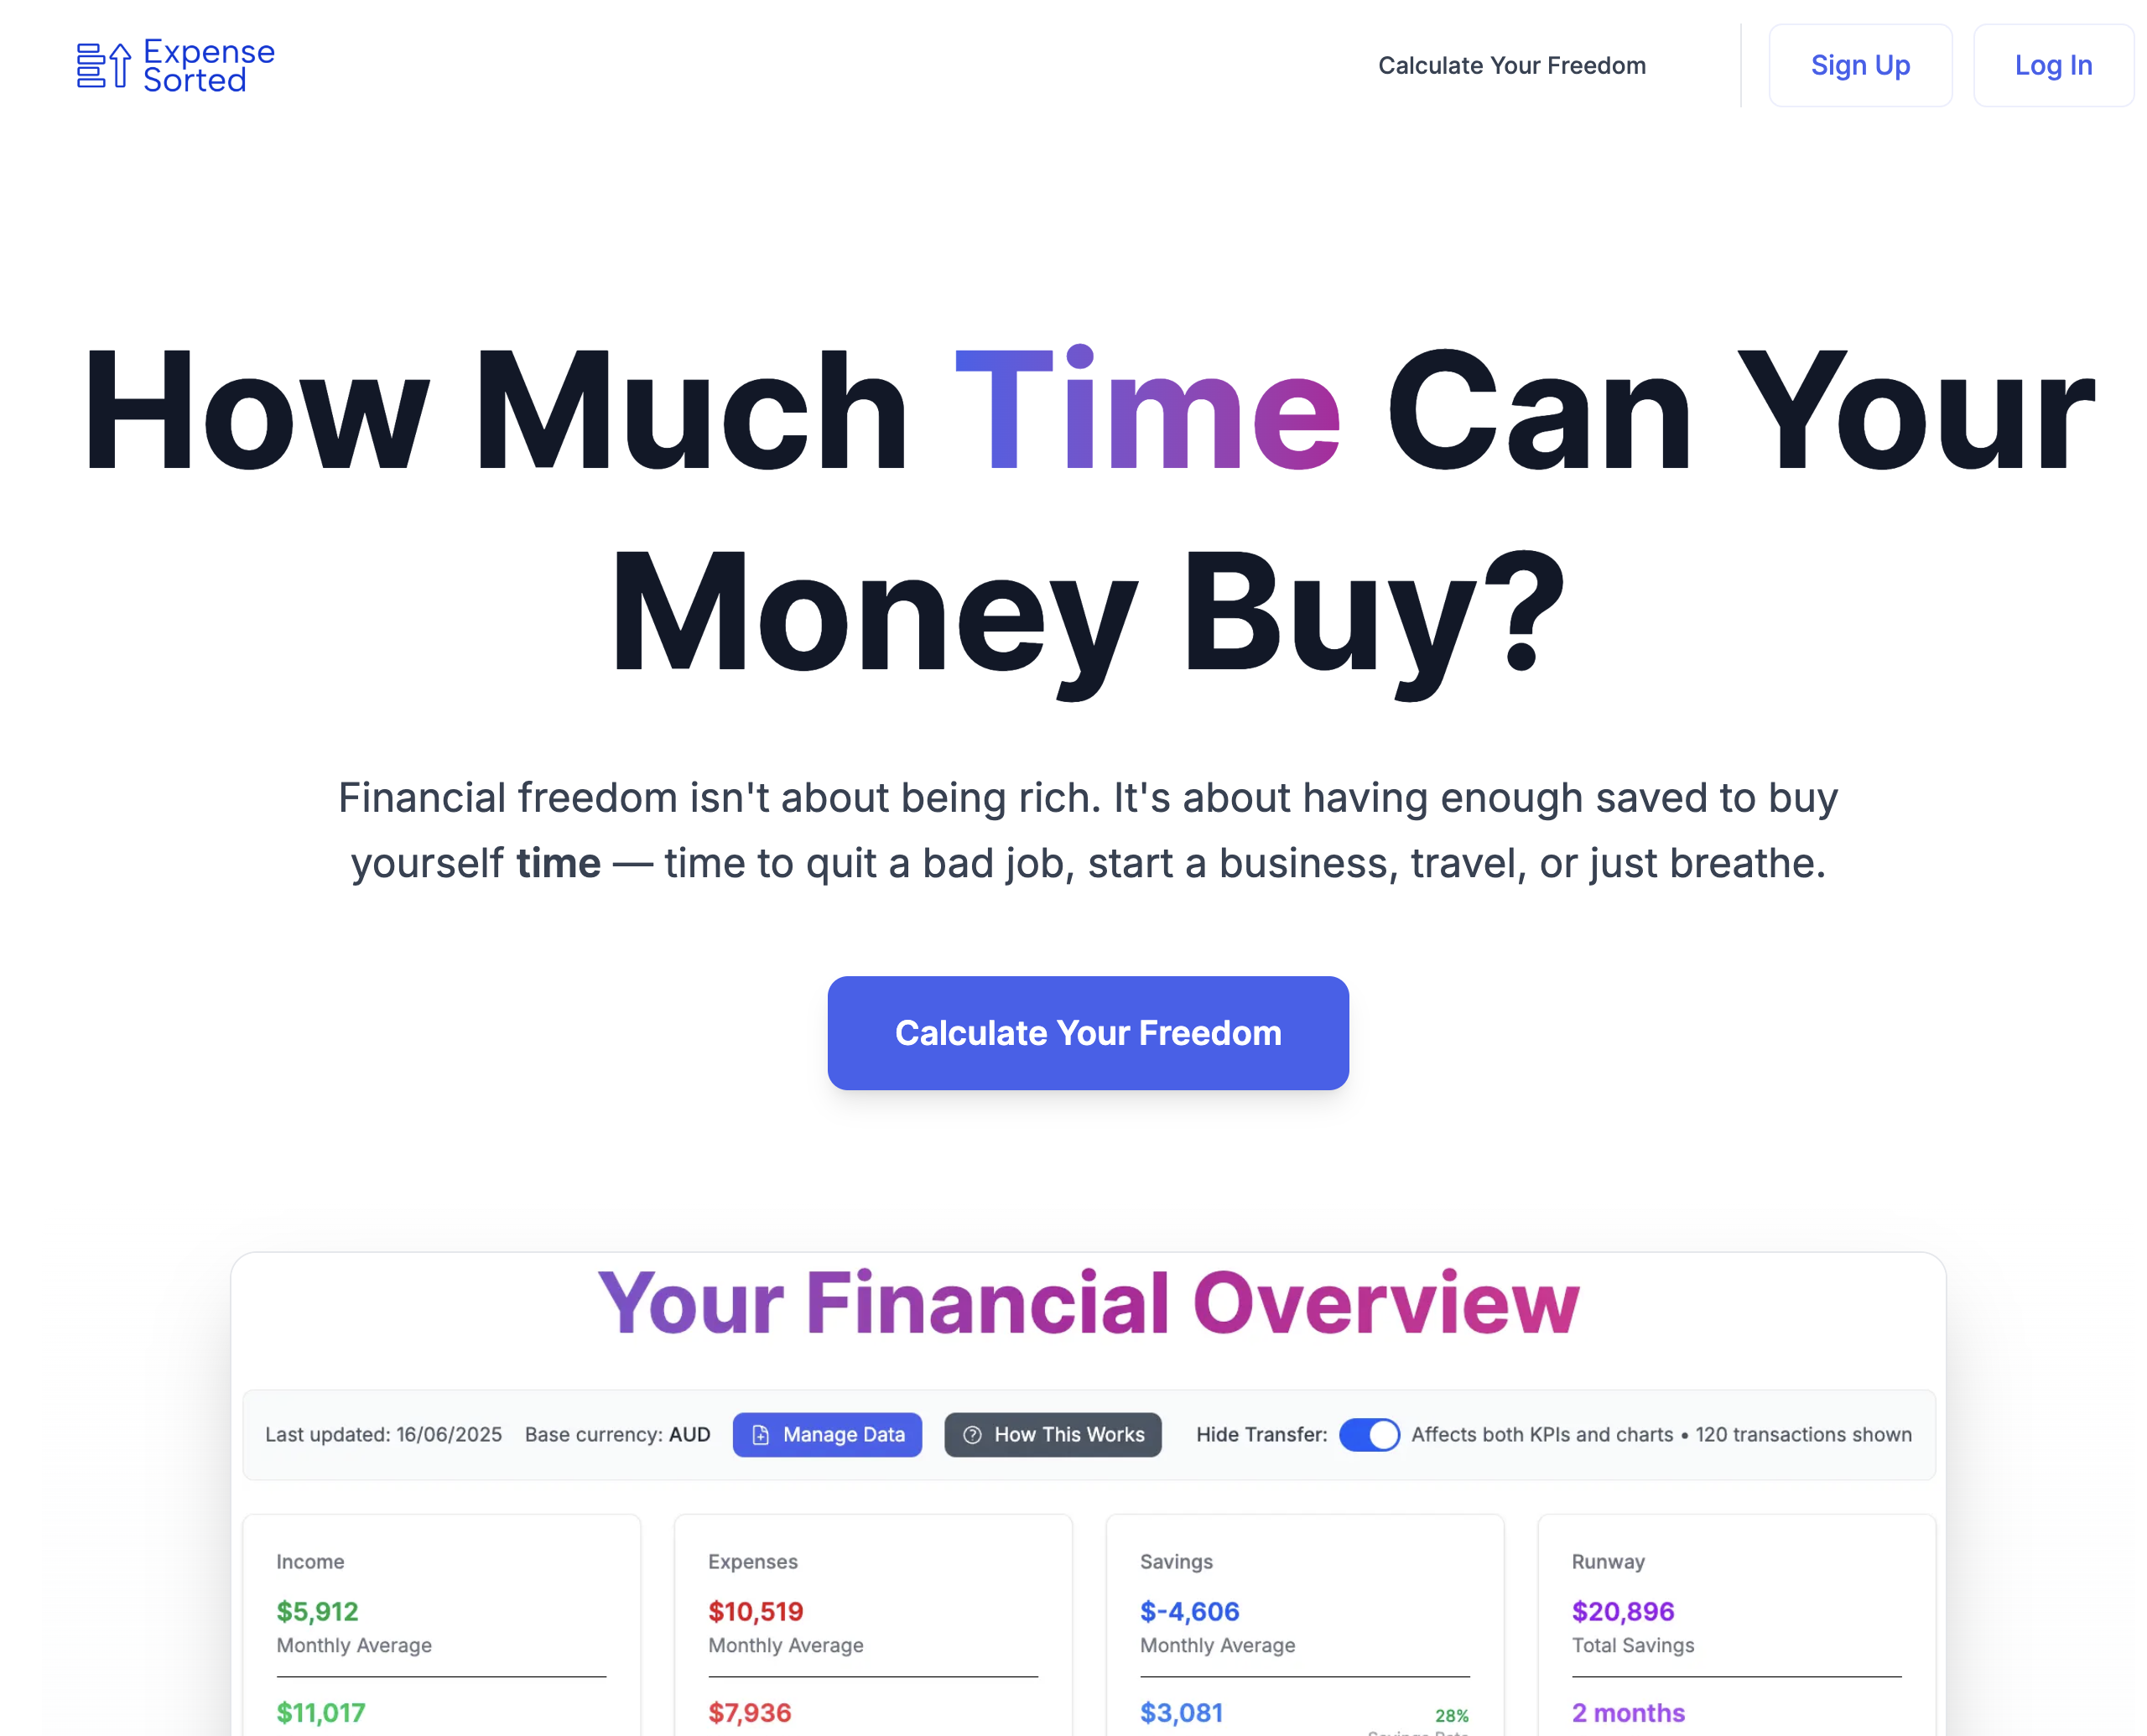 Expense
Sorted
Calculate Your Freedom
Sign Up
Log In
How Much Time Can Your
Money Buy?
Financial freedom isn't about being rich. It's about having enough saved to buy
yourself time — time to quit a bad job, start a business, travel, or just breathe.
Calculate Your Freedom
Your Financial Overview
Last updated: 16/06/2025
Base currency: AUD
Manage Data
How This Works
Hide Transfer:
Affects both KPIs and charts • 120 transactions shown
Income
$5,912
Monthly Average
$11,017
Expenses
$10,519
Monthly Average
$7,936
Savings
$-4,606
Monthly Average
$3,081
28%
Runway
$20,896
Total Savings
2 months